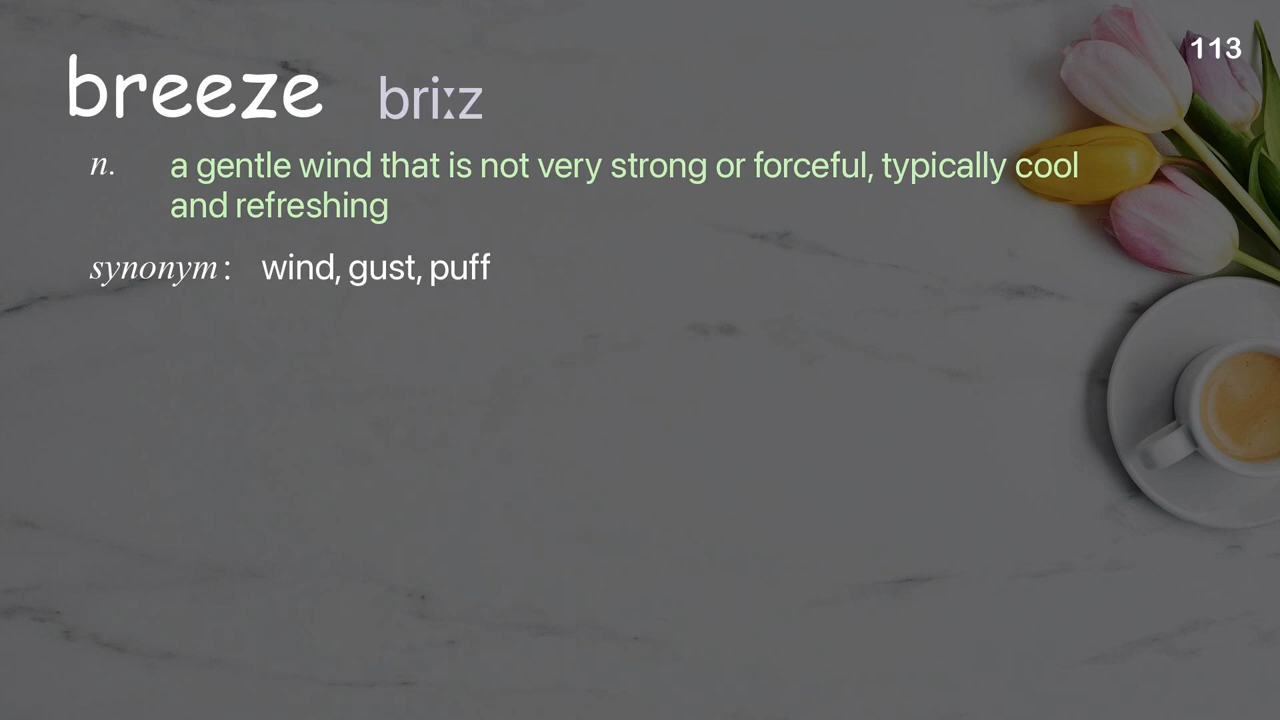 113
breeze briːz
n. a gentle wind that is not very strong or forceful, typically cool
and refreshing
synonym: wind, gust, puff